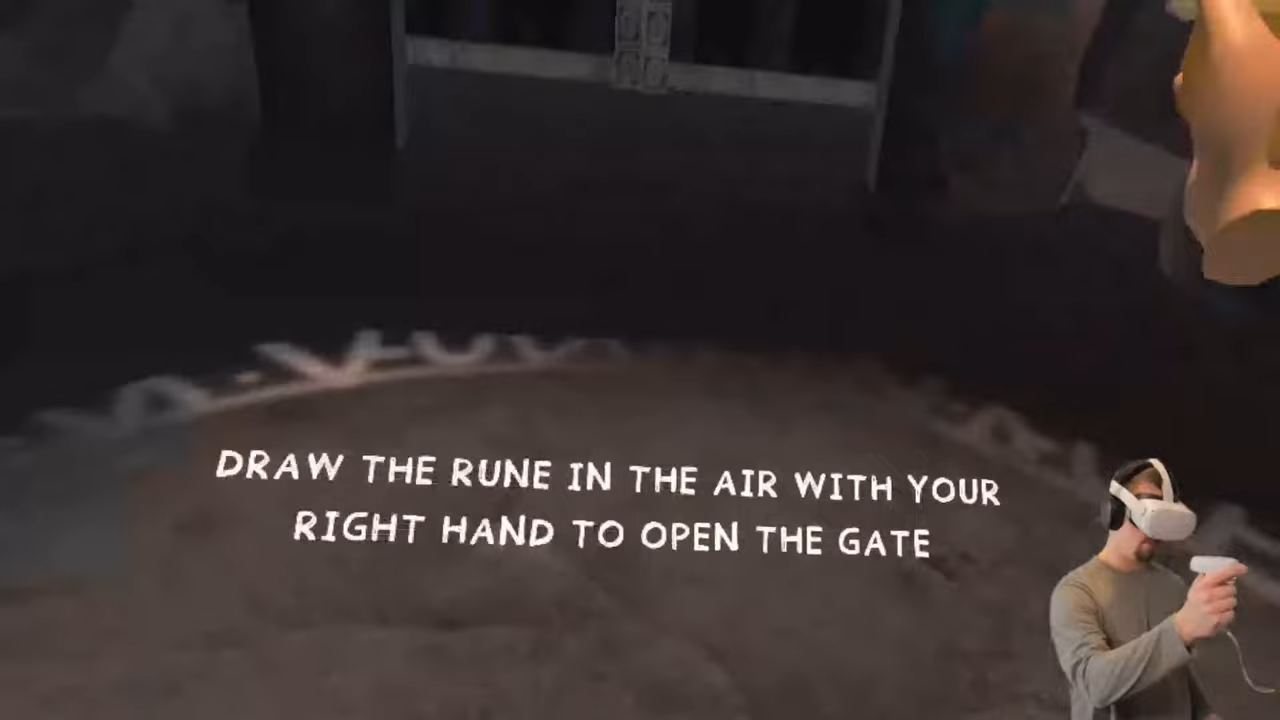 DRAW THE RUNE IN THE AIR WITH YOUR
RIGHT HAND TO OPEN THE GATE